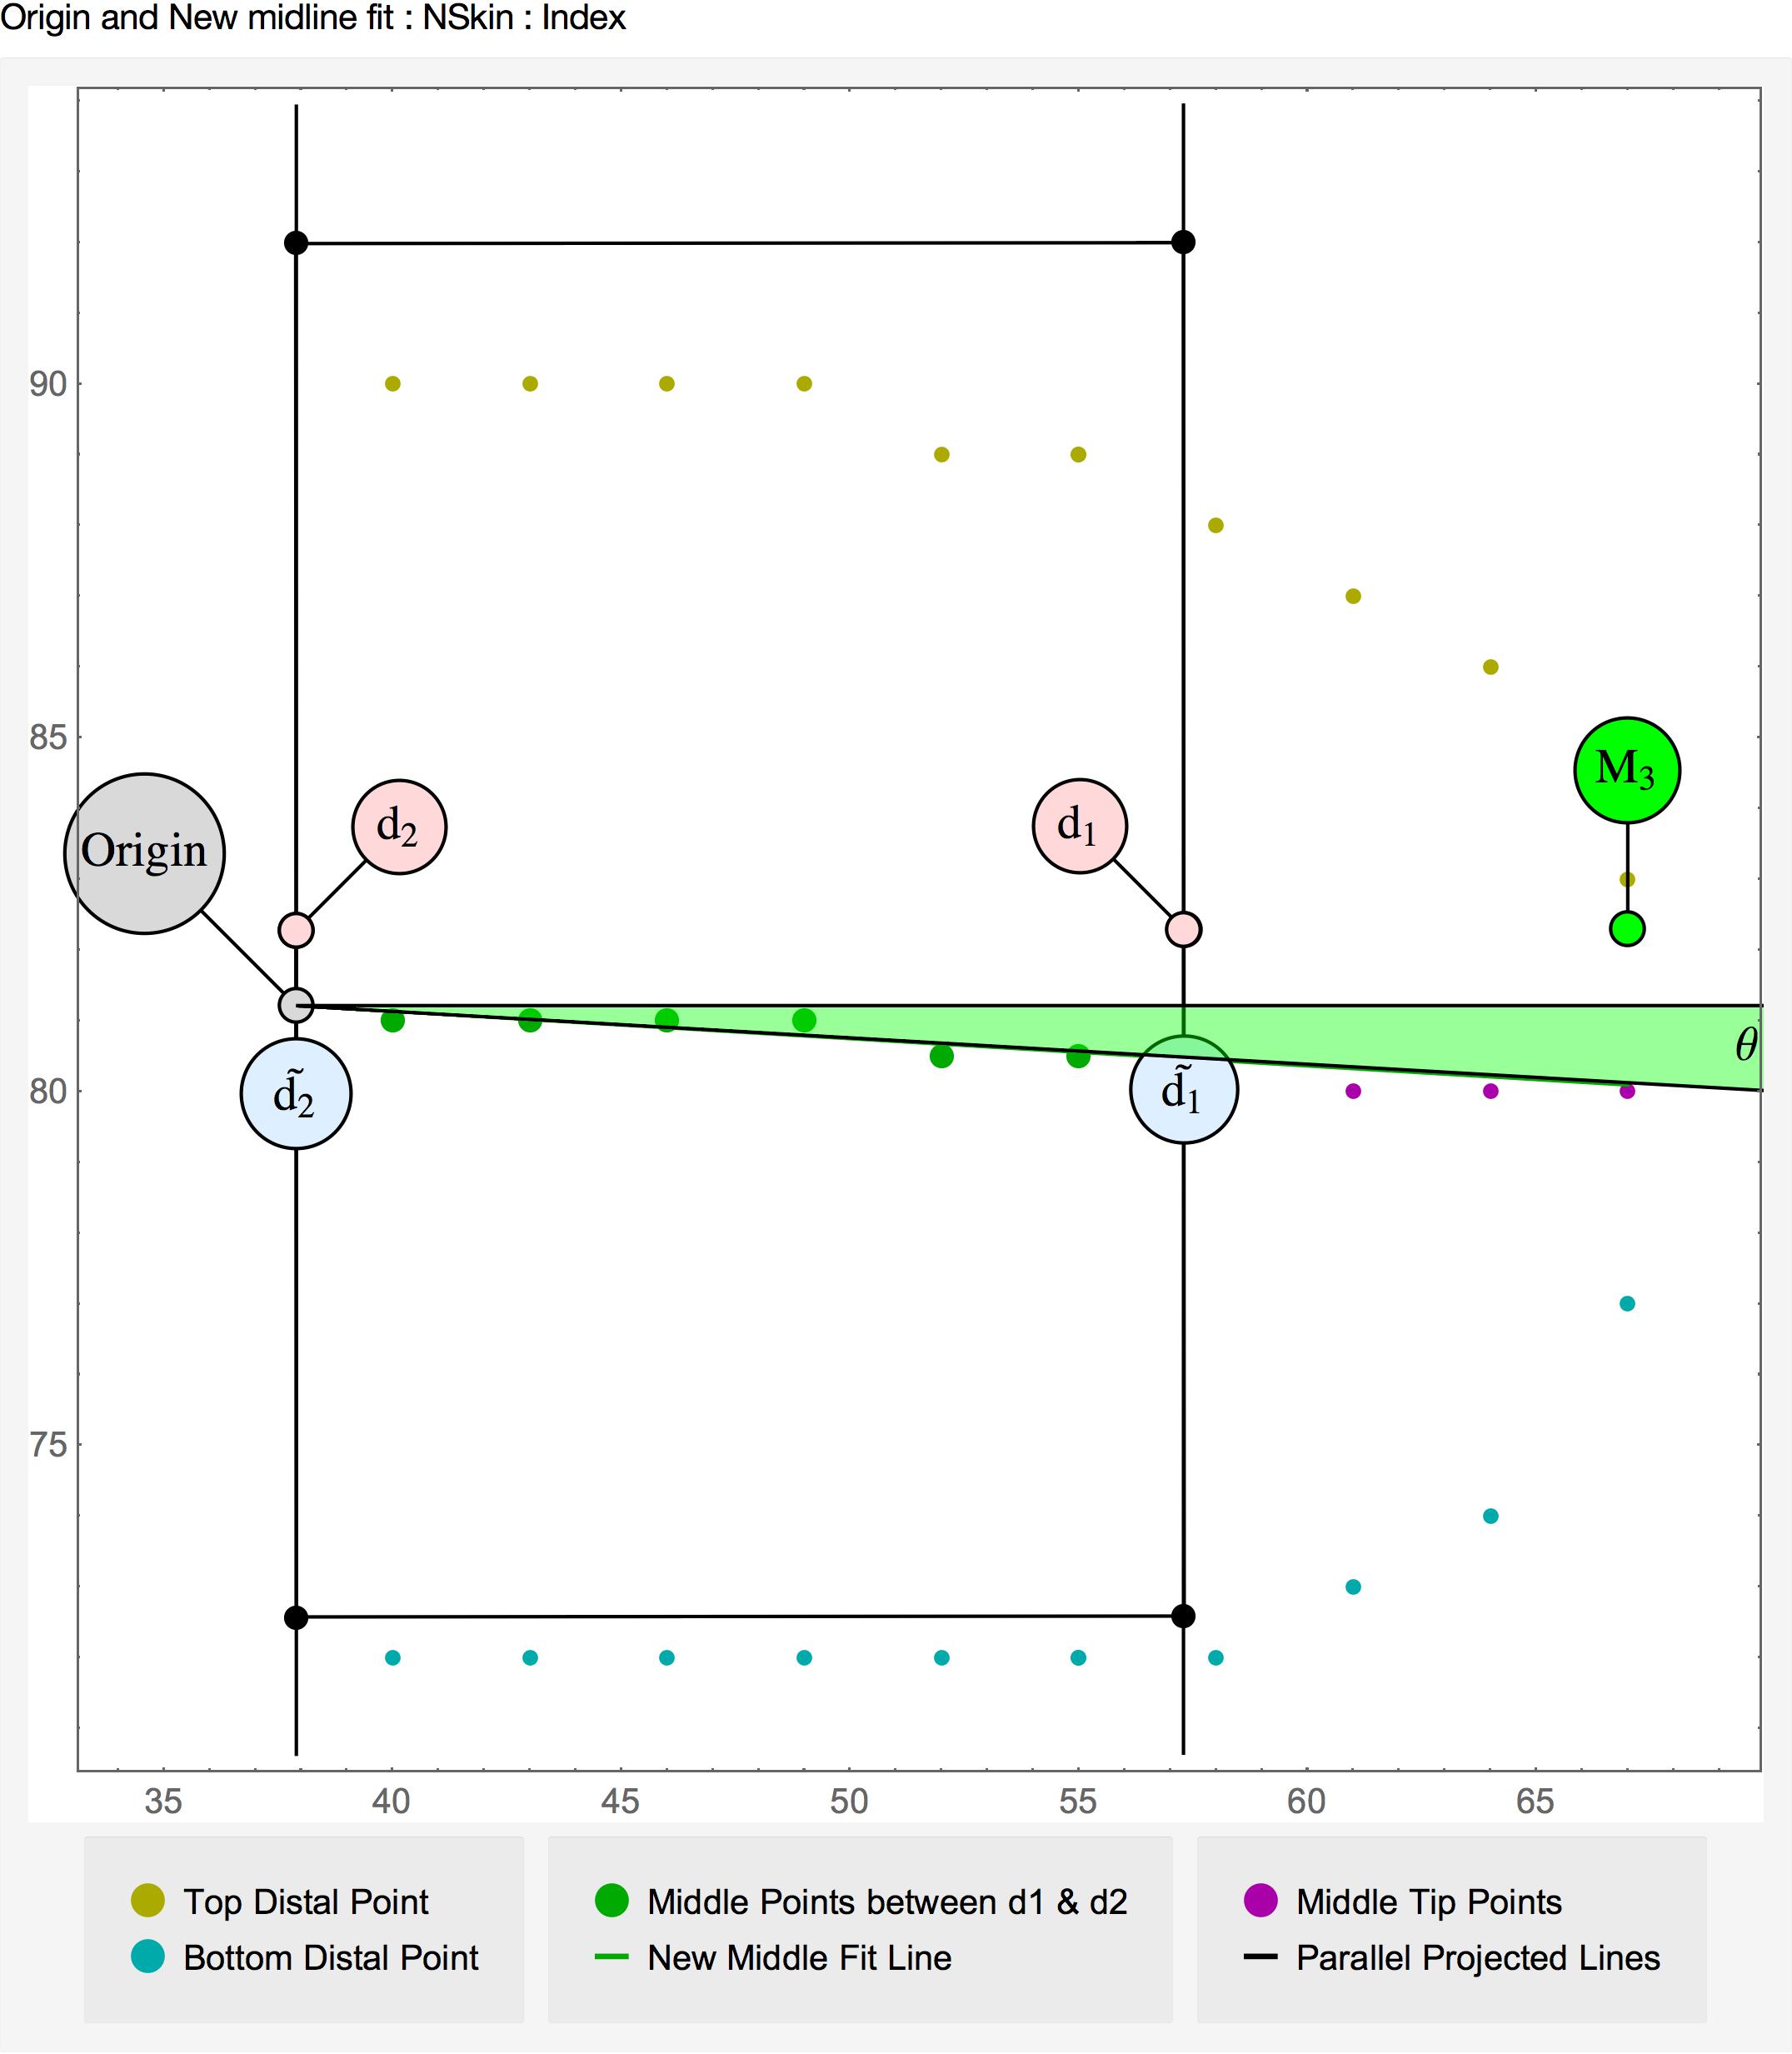 Origin and New midline fit : NSkin : Index
90
85
M₃
d₂
d₁
Origin
θ
80
d̃₂
d̃₁
75
35 40 45 50 55 60 65
Top Distal Point
Bottom Distal Point
Middle Points between d1 & d2
New Middle Fit Line
Middle Tip Points
Parallel Projected Lines